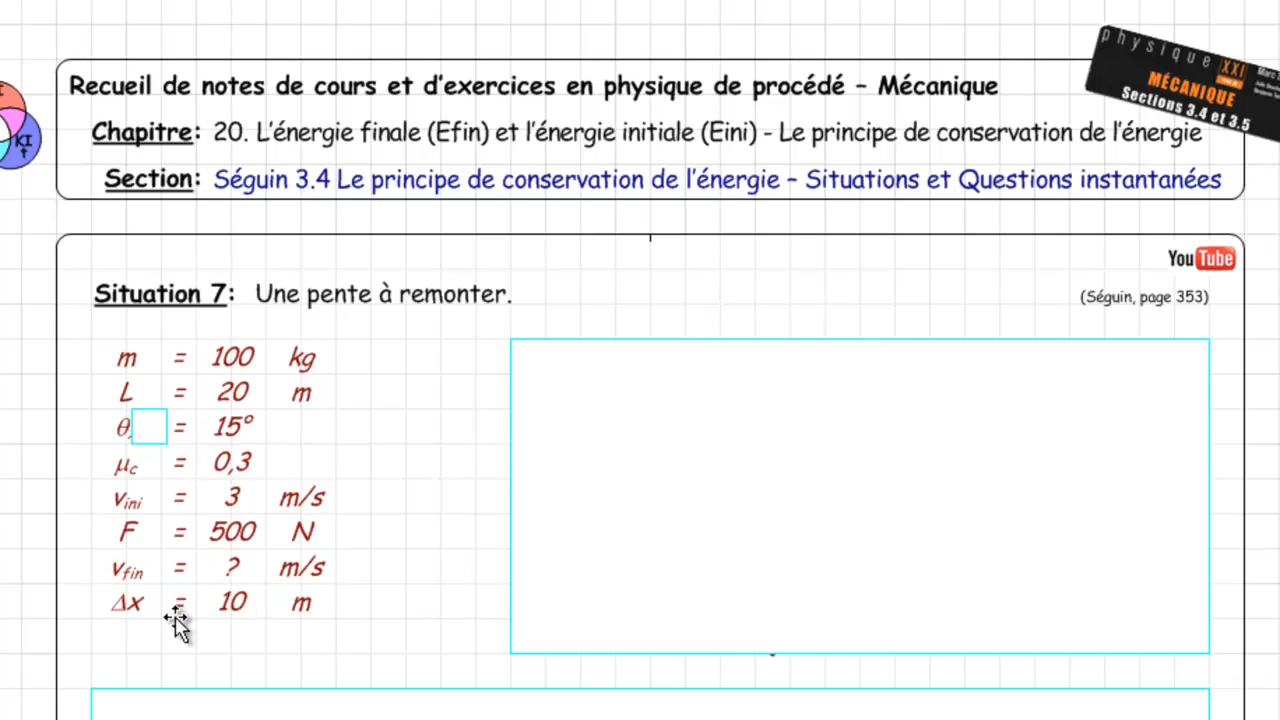 physique XXI
MÉCANIQUE
Sections 3.4 et 3.5
Recueil de notes de cours et d'exercices en physique de procédé – Mécanique
Chapitre: 20. L'énergie finale (Efin) et l'énergie initiale (Eini) - Le principe de conservation de l'énergie
Section: Séguin 3.4 Le principe de conservation de l'énergie – Situations et Questions instantanées
KI
YouTube
Situation 7: Une pente à remonter.
(Séguin, page 353)
m = 100 kg
L = 20 m
θ = 15°
μc = 0,3
vini = 3 m/s
F = 500 N
vfin = ? m/s
Δx = 10 m